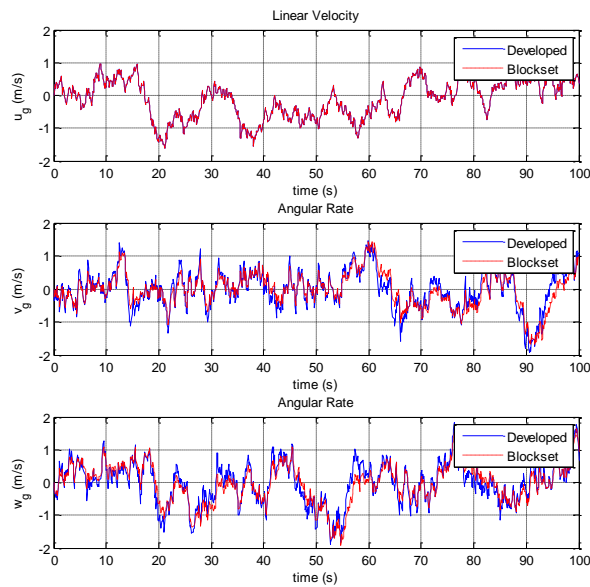 Linear Velocity
2
1
0
-1
-2
u_g (m/s)
Developed
Blockset
0 10 20 30 40 50 60 70 80 90 100
time (s)
Angular Rate
2
1
0
-1
-2
v_g (m/s)
Developed
Blockset
0 10 20 30 40 50 60 70 80 90 100
time (s)
Angular Rate
2
1
0
-1
-2
w_g (m/s)
Developed
Blockset
0 10 20 30 40 50 60 70 80 90 100
time (s)